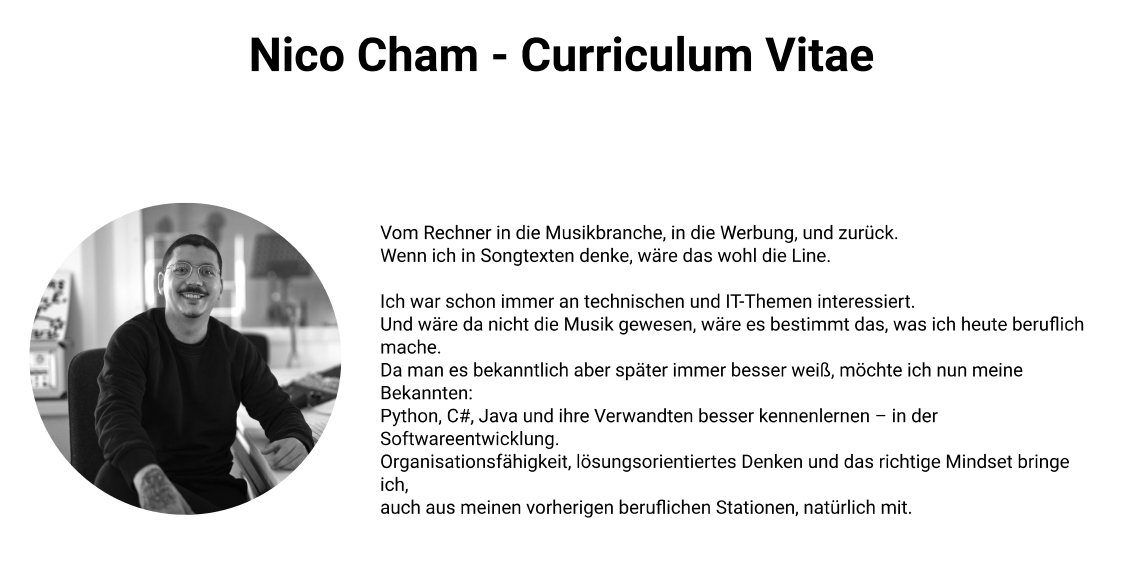 Nico Cham - Curriculum Vitae
Vom Rechner in die Musikbranche, in die Werbung, und zurück.
Wenn ich in Songtexten denke, wäre das wohl die Line.
Ich war schon immer an technischen und IT-Themen interessiert.
Und wäre da nicht die Musik gewesen, wäre es bestimmt das, was ich heute beruflich
mache.
Da man es bekanntlich aber später immer besser weiß, möchte ich nun meine
Bekannten:
Python, C#, Java und ihre Verwandten besser kennenlernen – in der
Softwareentwicklung.
Organisationsfähigkeit, lösungsorientiertes Denken und das richtige Mindset bringe
ich,
auch aus meinen vorherigen beruflichen Stationen, natürlich mit.